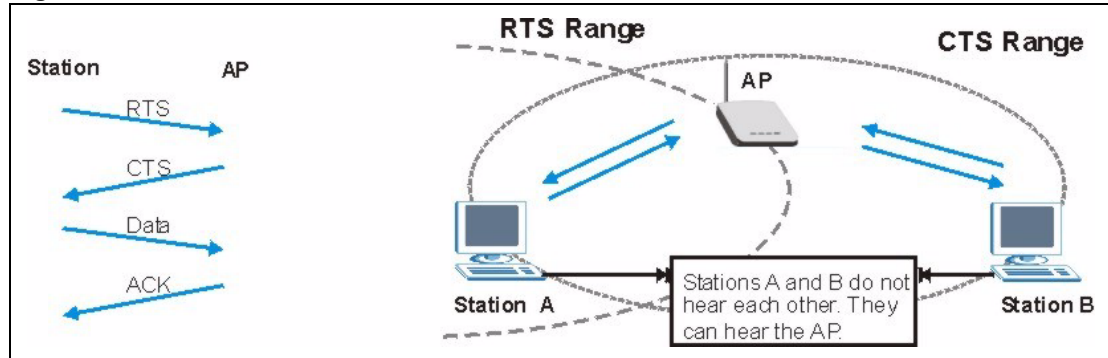 Station AP
RTS
CTS
Data
ACK
RTS Range
CTS Range
AP
Station A
Stations A and B do not
hear each other. They
can hear the AP.
Station B